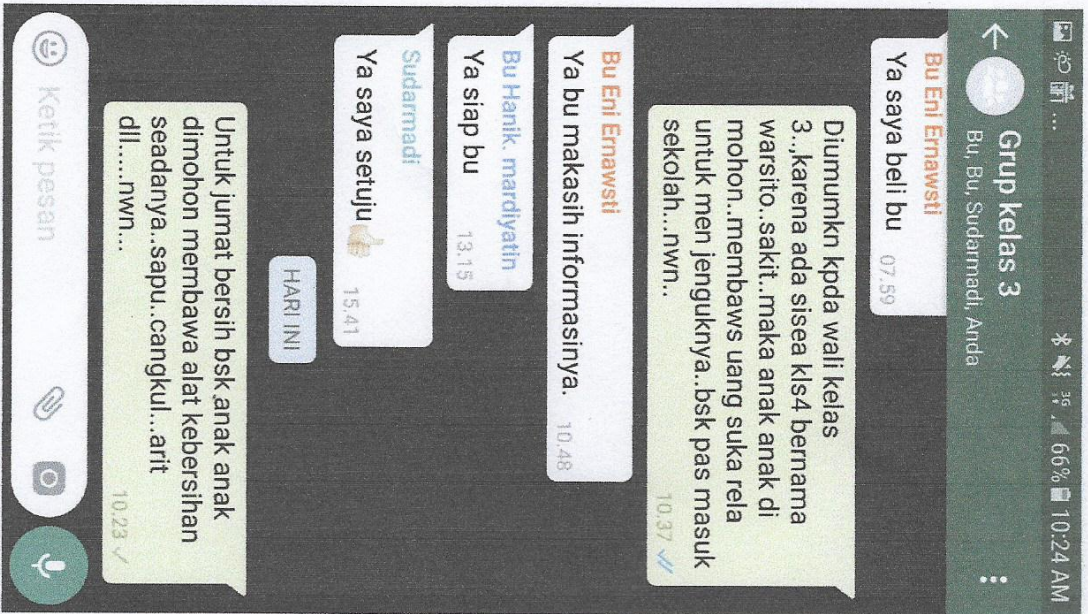 3G 66% 10:24 AM
Grup kelas 3
Bu, Bu, Sudarmadi, Anda
Bu Eni Ernawsti
Ya saya beli bu
07.59
Diumumkn kpda wali kelas
3.,karena ada sisea kls4 bernama
warsito..sakit..maka anak anak di
mohon..membaws uang suka rela
untuk men jenguknya..bsk pas masuk
sekolah...nwn..
10.37
Bu Eni Ernawsti
Ya bu makasih informasinya.
10.48
Bu Hanik. mardiyatin
Ya siap bu
13.15
Sudarmadi
Ya saya setuju
15.41
HARI INI
Untuk jumat bersih bsk,anak anak
dimohon membawa alat kebersihan
seadanya..sapu..cangkul...arit
dll.....nwn...
10.23
Ketik pesan